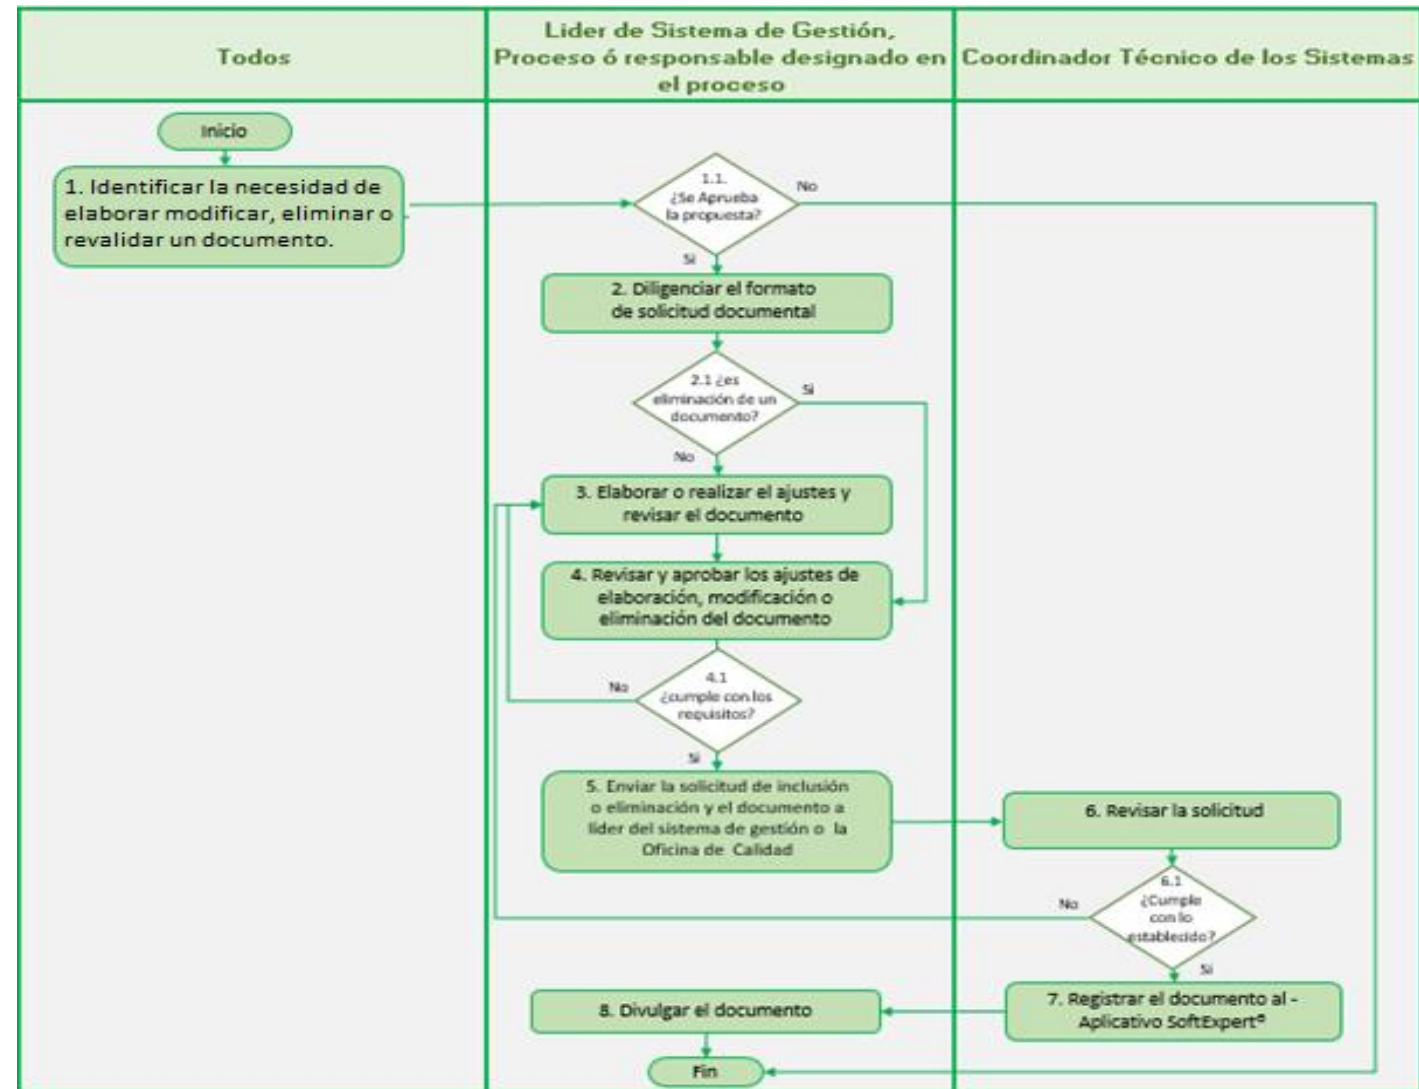 Todos
Lider de Sistema de Gestión,
Proceso ó responsable designado en
el proceso
Coordinador Técnico de los Sistemas
Inicio
1. Identificar la necesidad de
elaborar modificar, eliminar o
revalidar un documento.
1.1.
¿Se Aprueba
la propuesta?
No
Si
2. Diligenciar el formato
de solicitud documental
2.1 ¿es
eliminación de un
documento?
Si
No
3. Elaborar o realizar el ajustes y
revisar el documento
4. Revisar y aprobar los ajustes de
elaboración, modificación o
eliminación del documento
4.1
¿cumple con los
requisitos?
No
Si
5. Enviar la solicitud de inclusión
o eliminación y el documento a
líder del sistema de gestión o la
Oficina de Calidad
6. Revisar la solicitud
6.1
¿Cumple
con lo
establecido?
No
Si
7. Registrar el documento al -
Aplicativo SoftExpert®
8. Divulgar el documento
Fin